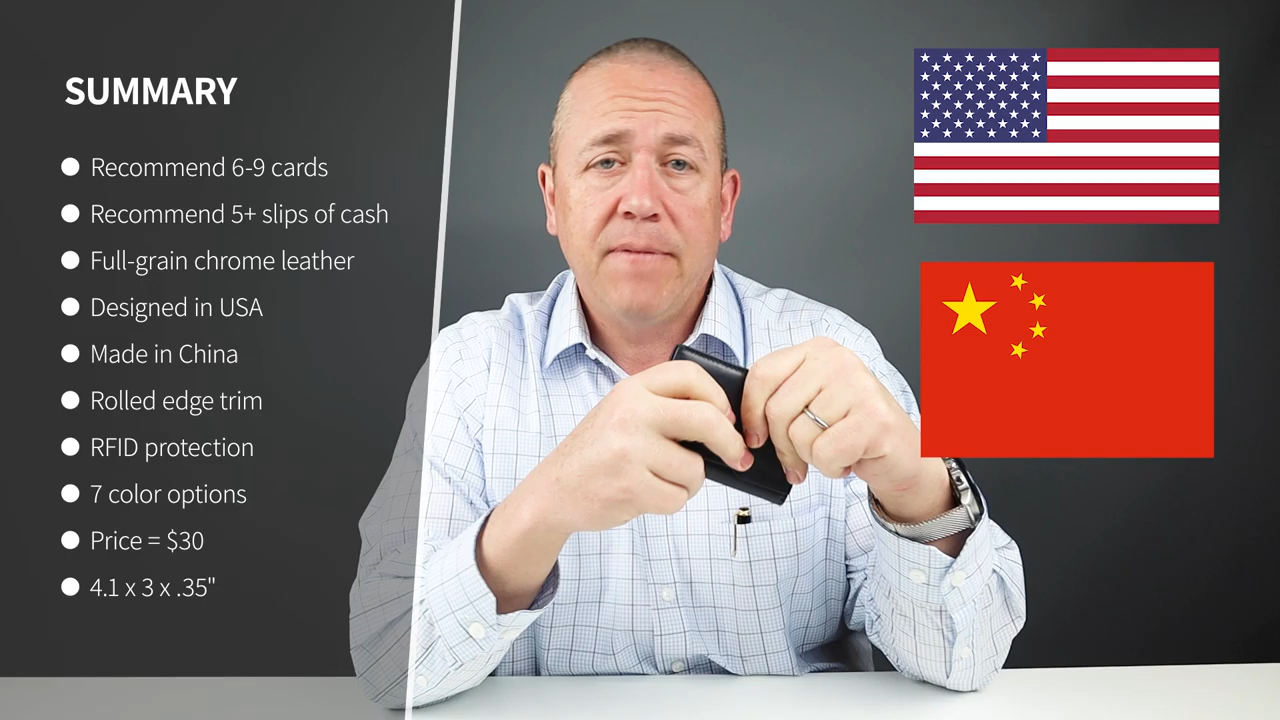 SUMMARY
Recommend 6-9 cards
Recommend 5+ slips of cash
Full-grain chrome leather
Designed in USA
Made in China
Rolled edge trim
RFID protection
7 color options
Price = $30
4.1 x 3 x .35"